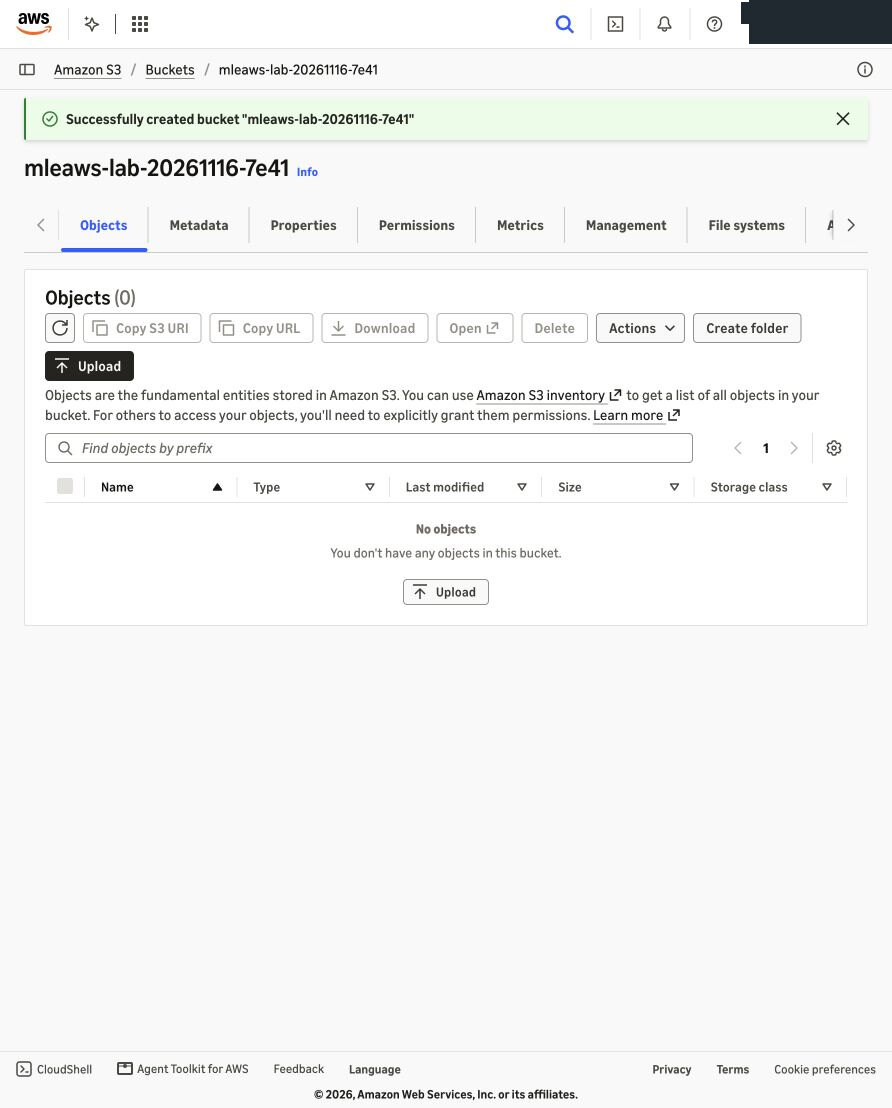 aws
Amazon S3 / Buckets / mleaws-lab-20261116-7e41
Successfully created bucket "mleaws-lab-20261116-7e41"
mleaws-lab-20261116-7e41 Info
Objects Metadata Properties Permissions Metrics Management File systems
Objects (0)
Copy S3 URI Copy URL Download Open Delete Actions Create folder
Upload
Objects are the fundamental entities stored in Amazon S3. You can use Amazon S3 inventory to get a list of all objects in your
bucket. For others to access your objects, you'll need to explicitly grant them permissions. Learn more
Find objects by prefix 1
Name Type Last modified Size Storage class
No objects
You don't have any objects in this bucket.
Upload
CloudShell Agent Toolkit for AWS Feedback Language Privacy Terms Cookie preferences
© 2026, Amazon Web Services, Inc. or its affiliates.